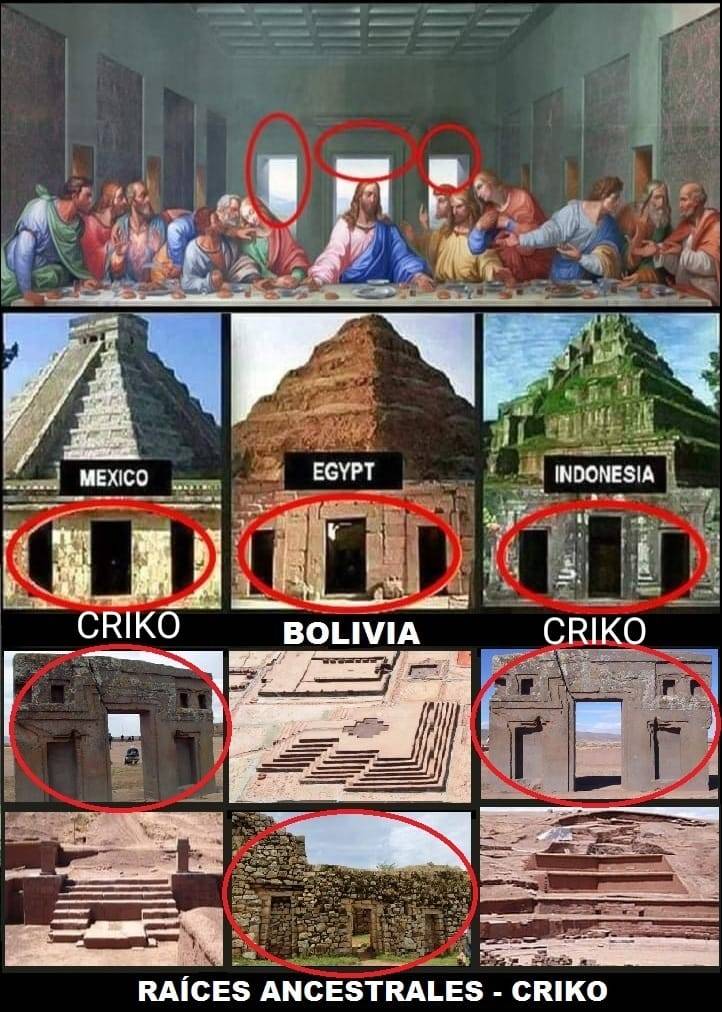 MEXICO
EGYPT
INDONESIA
CRIKO
BOLIVIA
CRIKO
RAÍCES ANCESTRALES - CRIKO